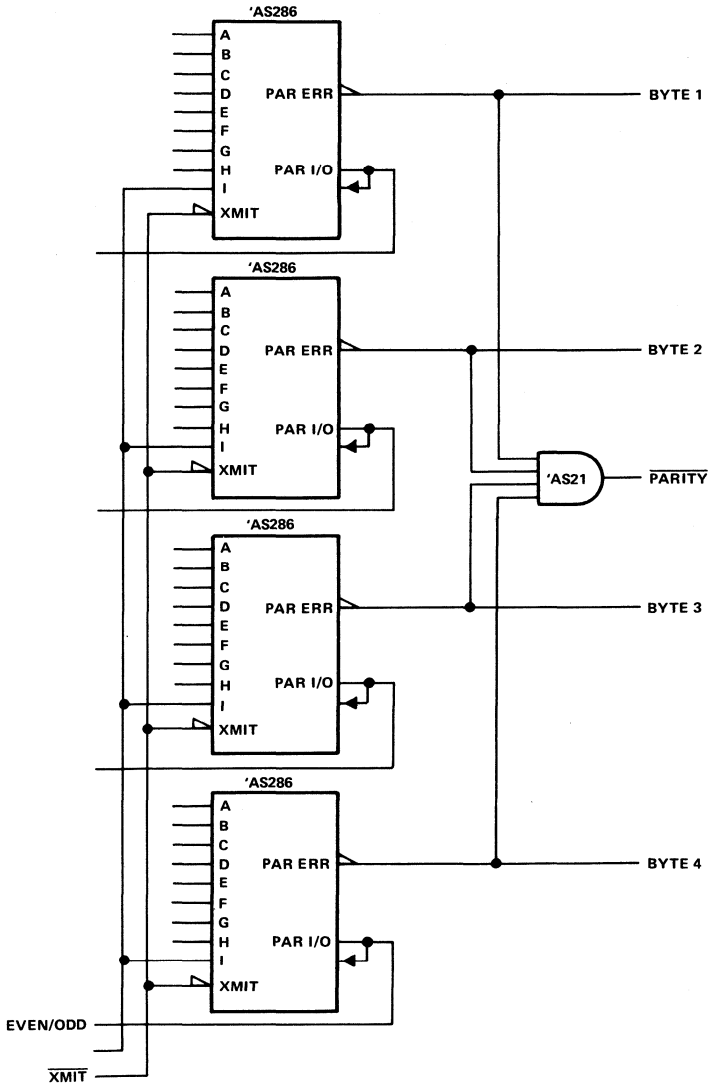 'AS286
A
B
C
D PAR ERR BYTE 1
E
F
G
H PAR I/O
I
XMIT
'AS286
A
B
C
D PAR ERR BYTE 2
E
F
G
H PAR I/O
I
XMIT
'AS21 PARITY
'AS286
A
B
C
D PAR ERR BYTE 3
E
F
G
H PAR I/O
I
XMIT
'AS286
A
B
C
D PAR ERR BYTE 4
E
F
G
H PAR I/O
I
XMIT
EVEN/ODD
XMIT